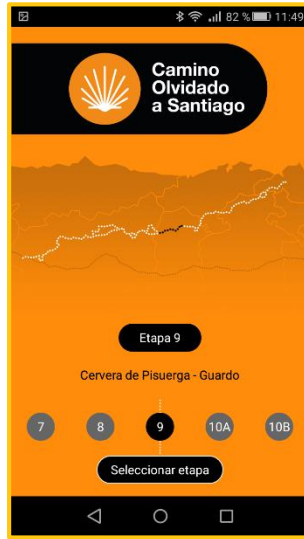 82 % 11:49
Camino
Olvidado
a Santiago
Etapa 9
Cervera de Pisuerga - Guardo
7 8 9 10A 10B
Seleccionar etapa